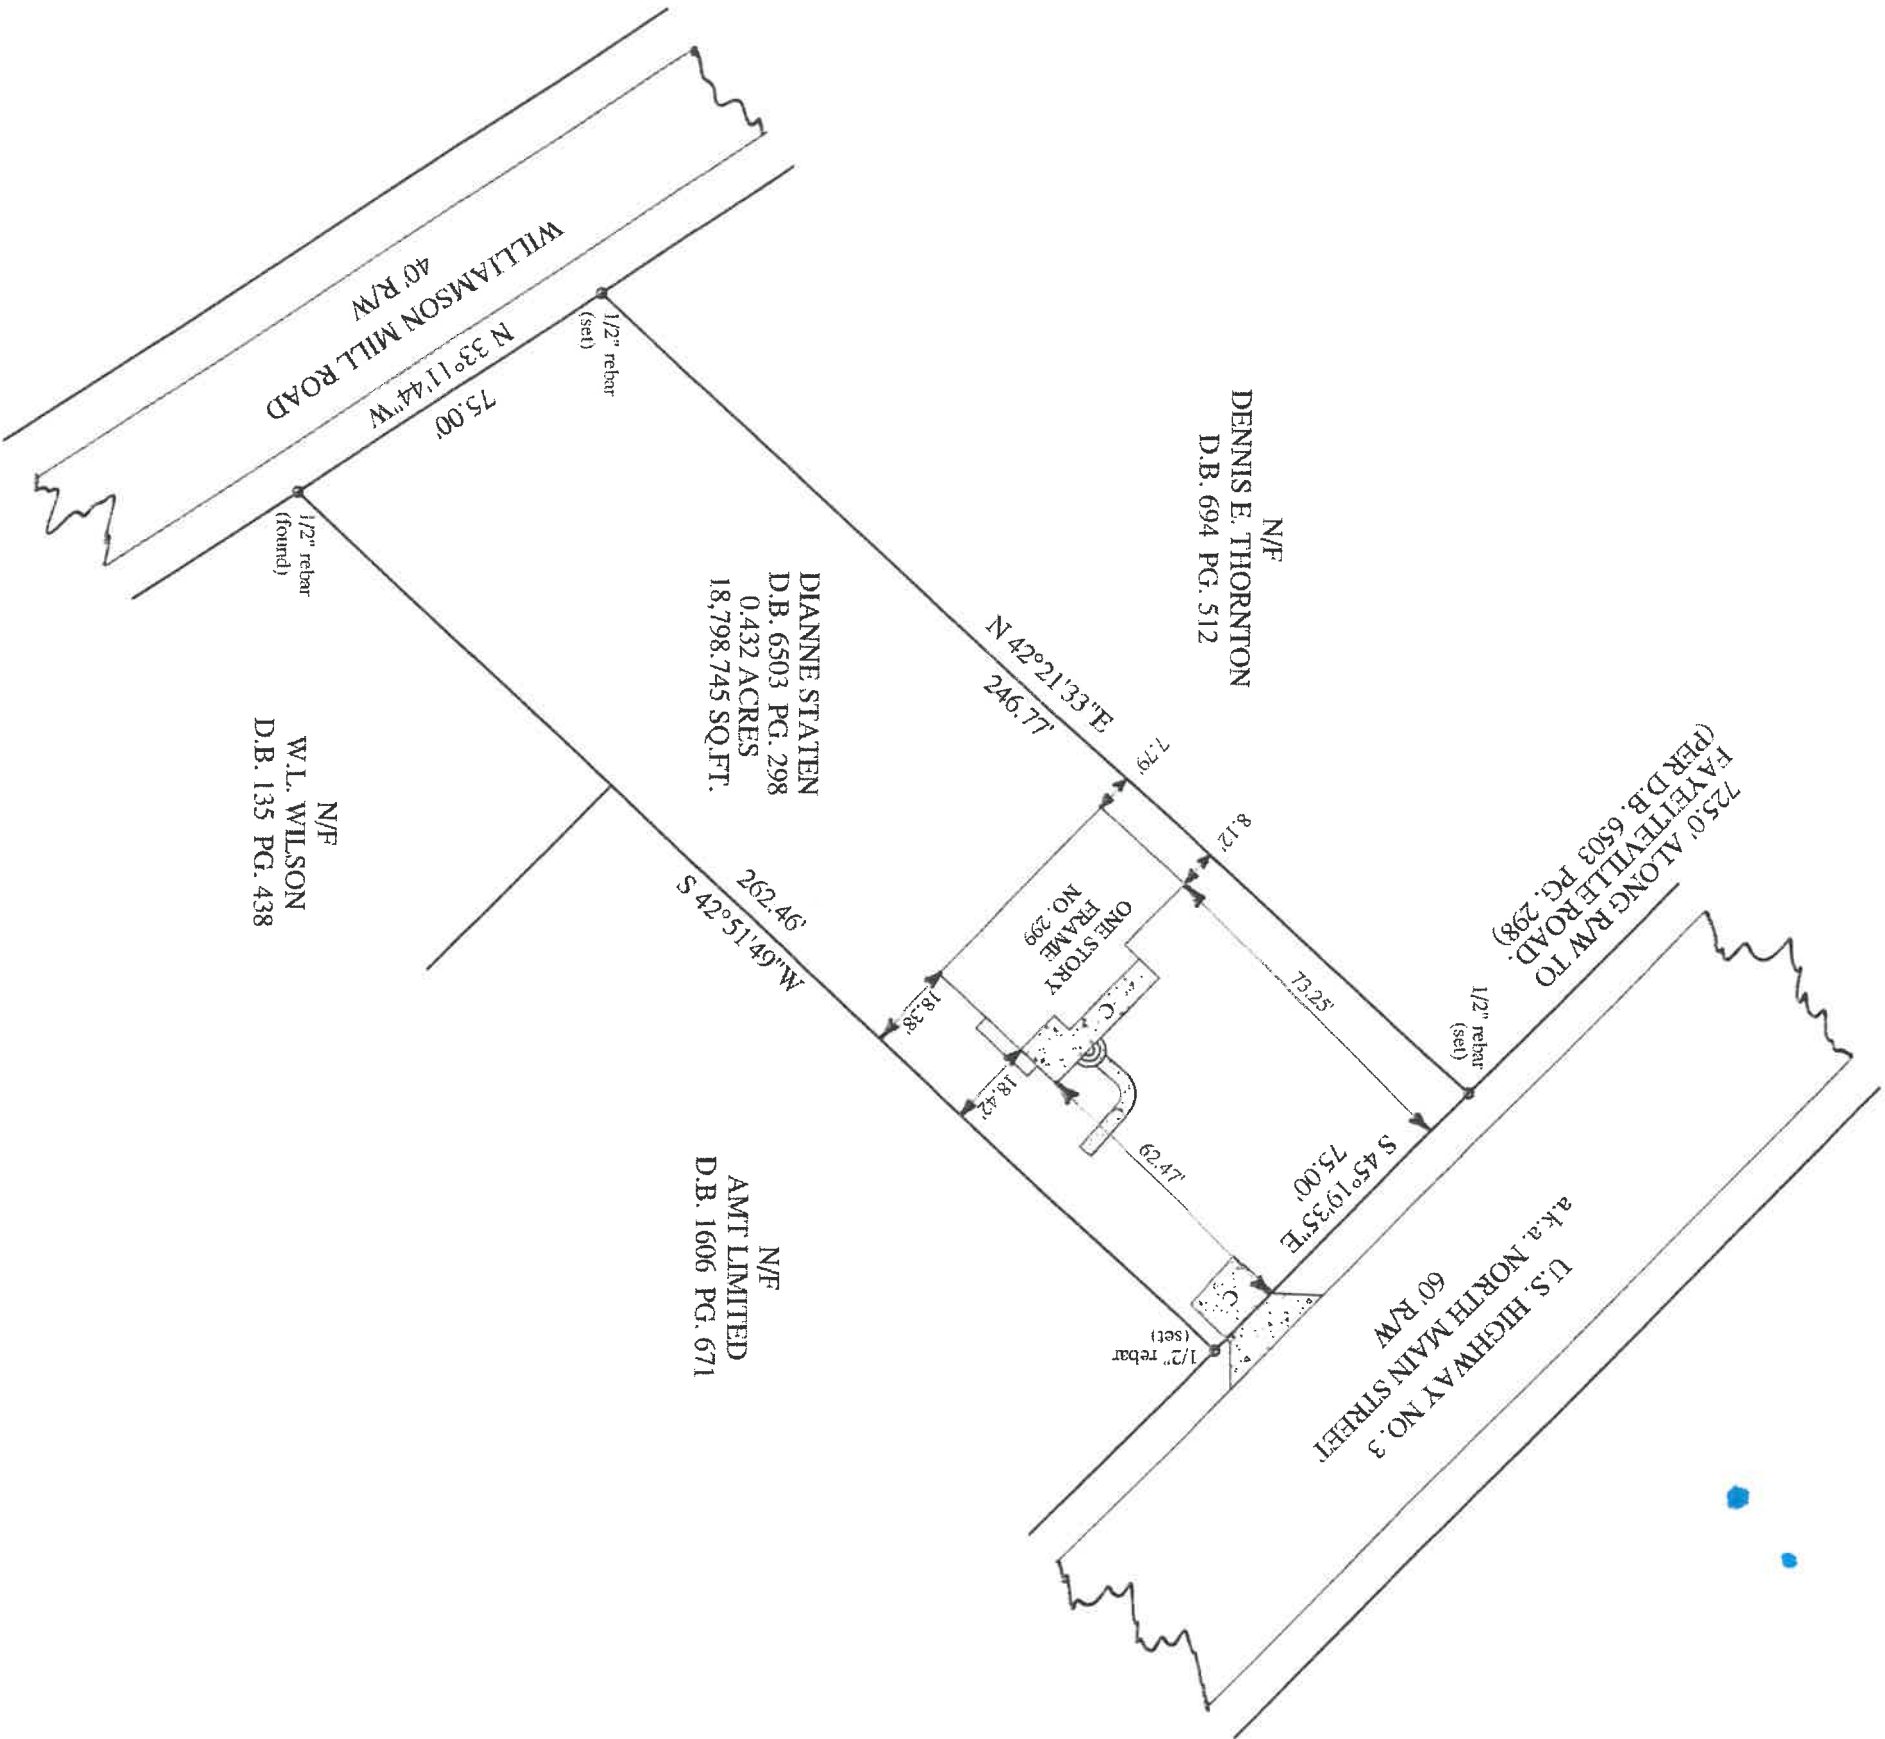 725.0' ALONG R/W TO
FAYETTEVILLE ROAD.
(PER D.B. 6503 PG. 298)
1/2" rebar
(set)
N/F
DENNIS E. THORNTON
D.B. 694 PG. 512
N 42°21'33"E
246.77'
7.79'
8.12'
73.25'
S 45°19'35"E
75.00'
U.S. HIGHWAY NO. 3
a.k.a. NORTH MAIN STREET
60' R/W
ONE STORY
FRAME
NO. 299
C
18.38'
18.42'
62.47'
C
1/2" rebar
(set)
WILLIAMSON MILL ROAD
40' R/W
N 33°11'44"W
75.00'
1/2" rebar
(set)
1/2" rebar
(found)
DIANNE STATEN
D.B. 6503 PG. 298
0.432 ACRES
18,798.745 SQ.FT.
262.46'
S 42°51'49"W
N/F
W.L. WILSON
D.B. 135 PG. 438
N/F
AMT LIMITED
D.B. 1606 PG. 671